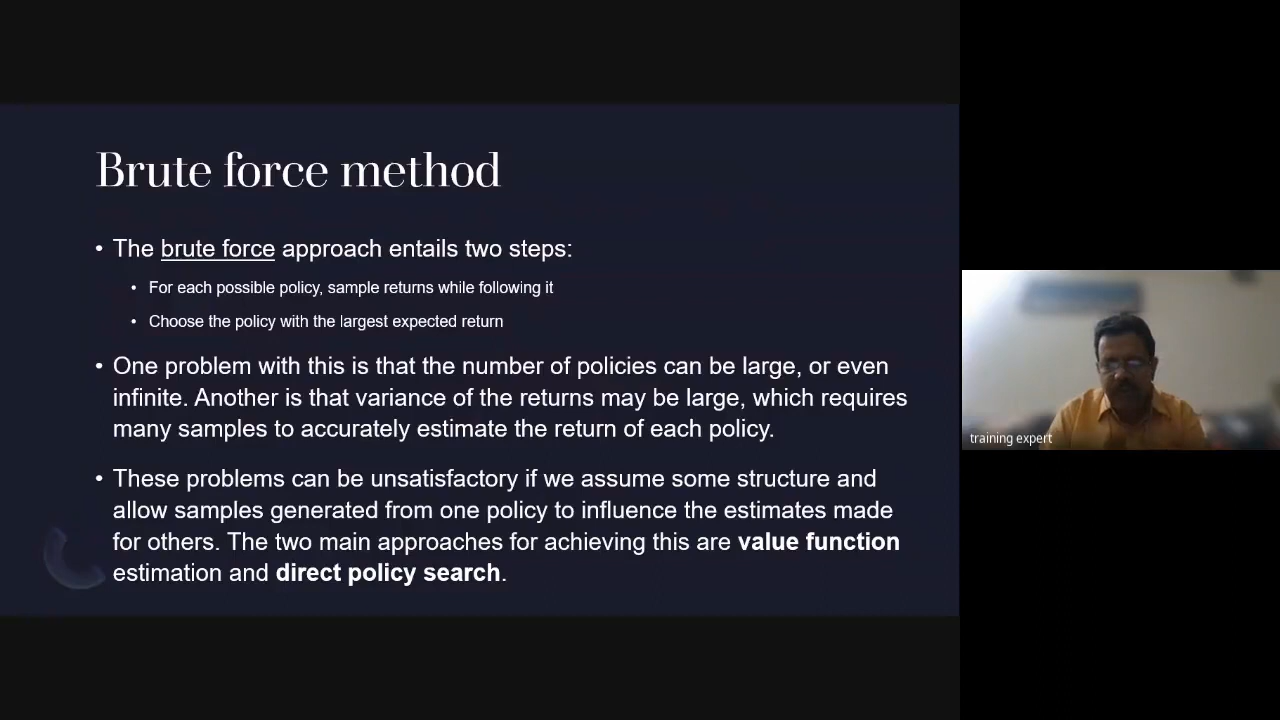 Brute force method
• The brute force approach entails two steps:
• For each possible policy, sample returns while following it
• Choose the policy with the largest expected return
• One problem with this is that the number of policies can be large, or even
infinite. Another is that variance of the returns may be large, which requires
many samples to accurately estimate the return of each policy.
• These problems can be unsatisfactory if we assume some structure and
allow samples generated from one policy to influence the estimates made
for others. The two main approaches for achieving this are value function
estimation and direct policy search.
training expert